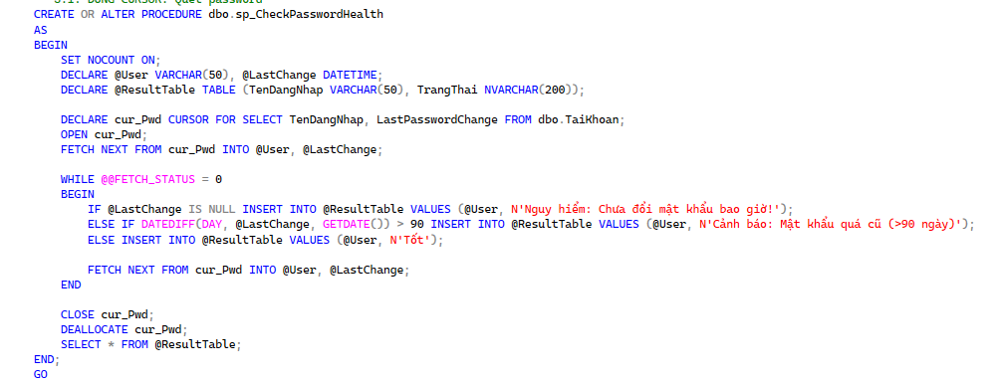 3.1. DÙNG CURSOR: Quét password
CREATE OR ALTER PROCEDURE dbo.sp_CheckPasswordHealth
AS
BEGIN
    SET NOCOUNT ON;
    DECLARE @User VARCHAR(50), @LastChange DATETIME;
    DECLARE @ResultTable TABLE (TenDangNhap VARCHAR(50), TrangThai NVARCHAR(200));

    DECLARE cur_Pwd CURSOR FOR SELECT TenDangNhap, LastPasswordChange FROM dbo.TaiKhoan;
    OPEN cur_Pwd;
    FETCH NEXT FROM cur_Pwd INTO @User, @LastChange;

    WHILE @@FETCH_STATUS = 0
    BEGIN
        IF @LastChange IS NULL INSERT INTO @ResultTable VALUES (@User, N'Nguy hiểm: Chưa đổi mật khẩu bao giờ!');
        ELSE IF DATEDIFF(DAY, @LastChange, GETDATE()) > 90 INSERT INTO @ResultTable VALUES (@User, N'Cảnh báo: Mật khẩu quá cũ (>90 ngày)');
        ELSE INSERT INTO @ResultTable VALUES (@User, N'Tốt');

        FETCH NEXT FROM cur_Pwd INTO @User, @LastChange;
    END

    CLOSE cur_Pwd;
    DEALLOCATE cur_Pwd;
    SELECT * FROM @ResultTable;
END;
GO